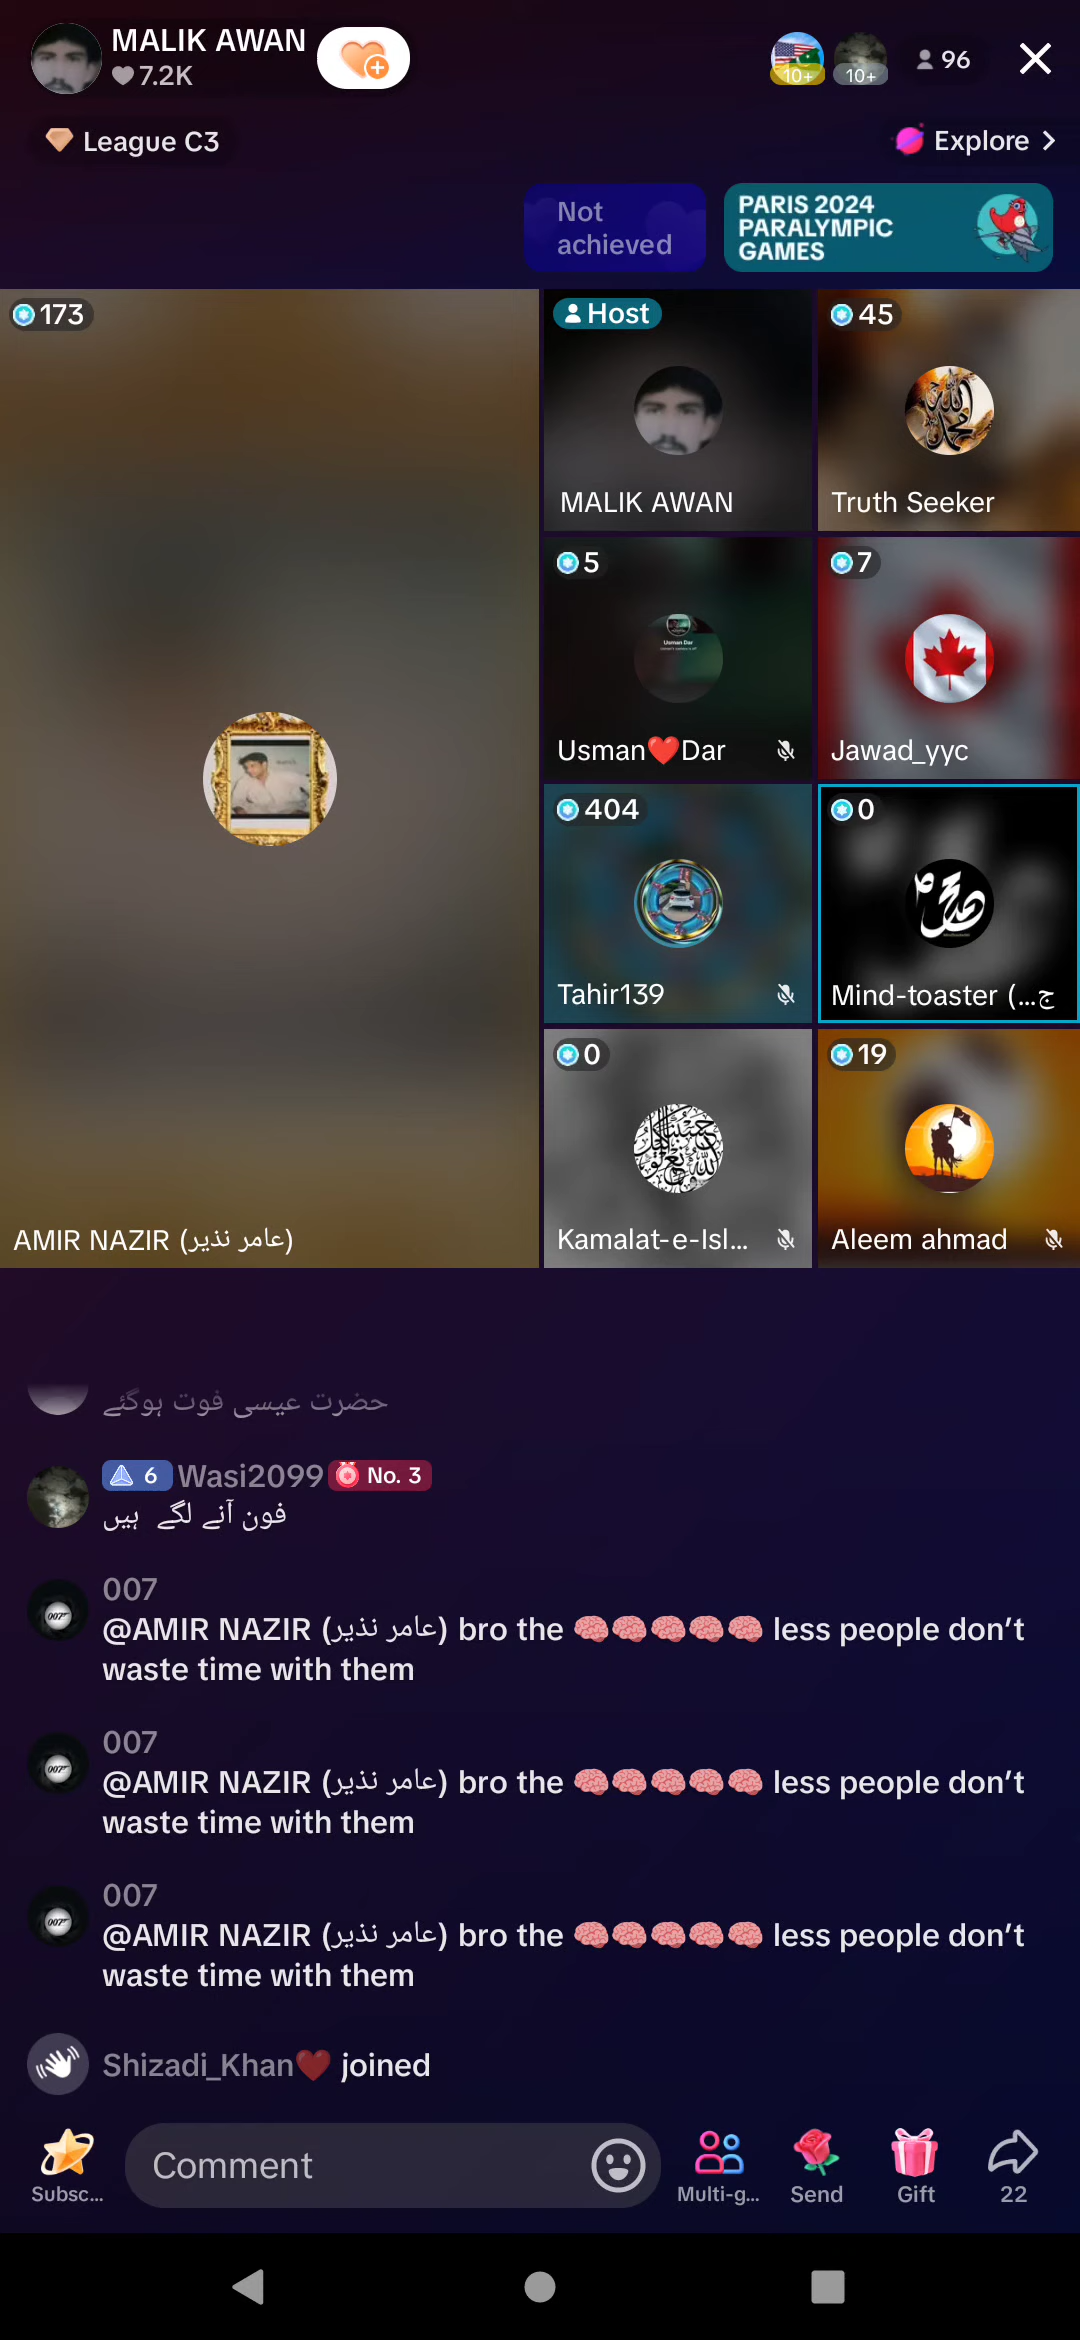 MALIK AWAN
7.2K
10+
10+
96
League C3
Explore
Not
achieved
PARIS 2024
PARALYMPIC
GAMES
173
AMIR NAZIR (عامر نذیر)
Host
MALIK AWAN
45
Truth Seeker
5
Usman Dar
Usman❤️Dar
7
Jawad_yyc
404
Tahir139
0
Mind-toaster (...ج
0
Kamalat-e-Isl...
19
Aleem ahmad
حضرت عیسی فوت ہوگئے
6 Wasi2099 No. 3
فون آنے لگے ہیں
007
@AMIR NAZIR (عامر نذیر) bro the 🧠🧠🧠🧠🧠 less people don’t
waste time with them
007
@AMIR NAZIR (عامر نذیر) bro the 🧠🧠🧠🧠🧠 less people don’t
waste time with them
007
@AMIR NAZIR (عامر نذیر) bro the 🧠🧠🧠🧠🧠 less people don’t
waste time with them
Shizadi_Khan❤️ joined
Subsc...
Comment
Multi-g...
Send
Gift
22